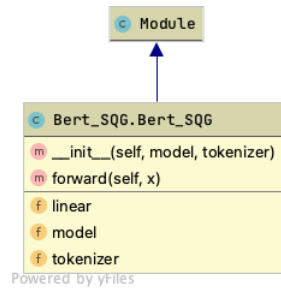 C Module
C Bert_SQG.Bert_SQG
m __init__(self, model, tokenizer)
m forward(self, x)
f linear
f model
f tokenizer
Powered by yFiles